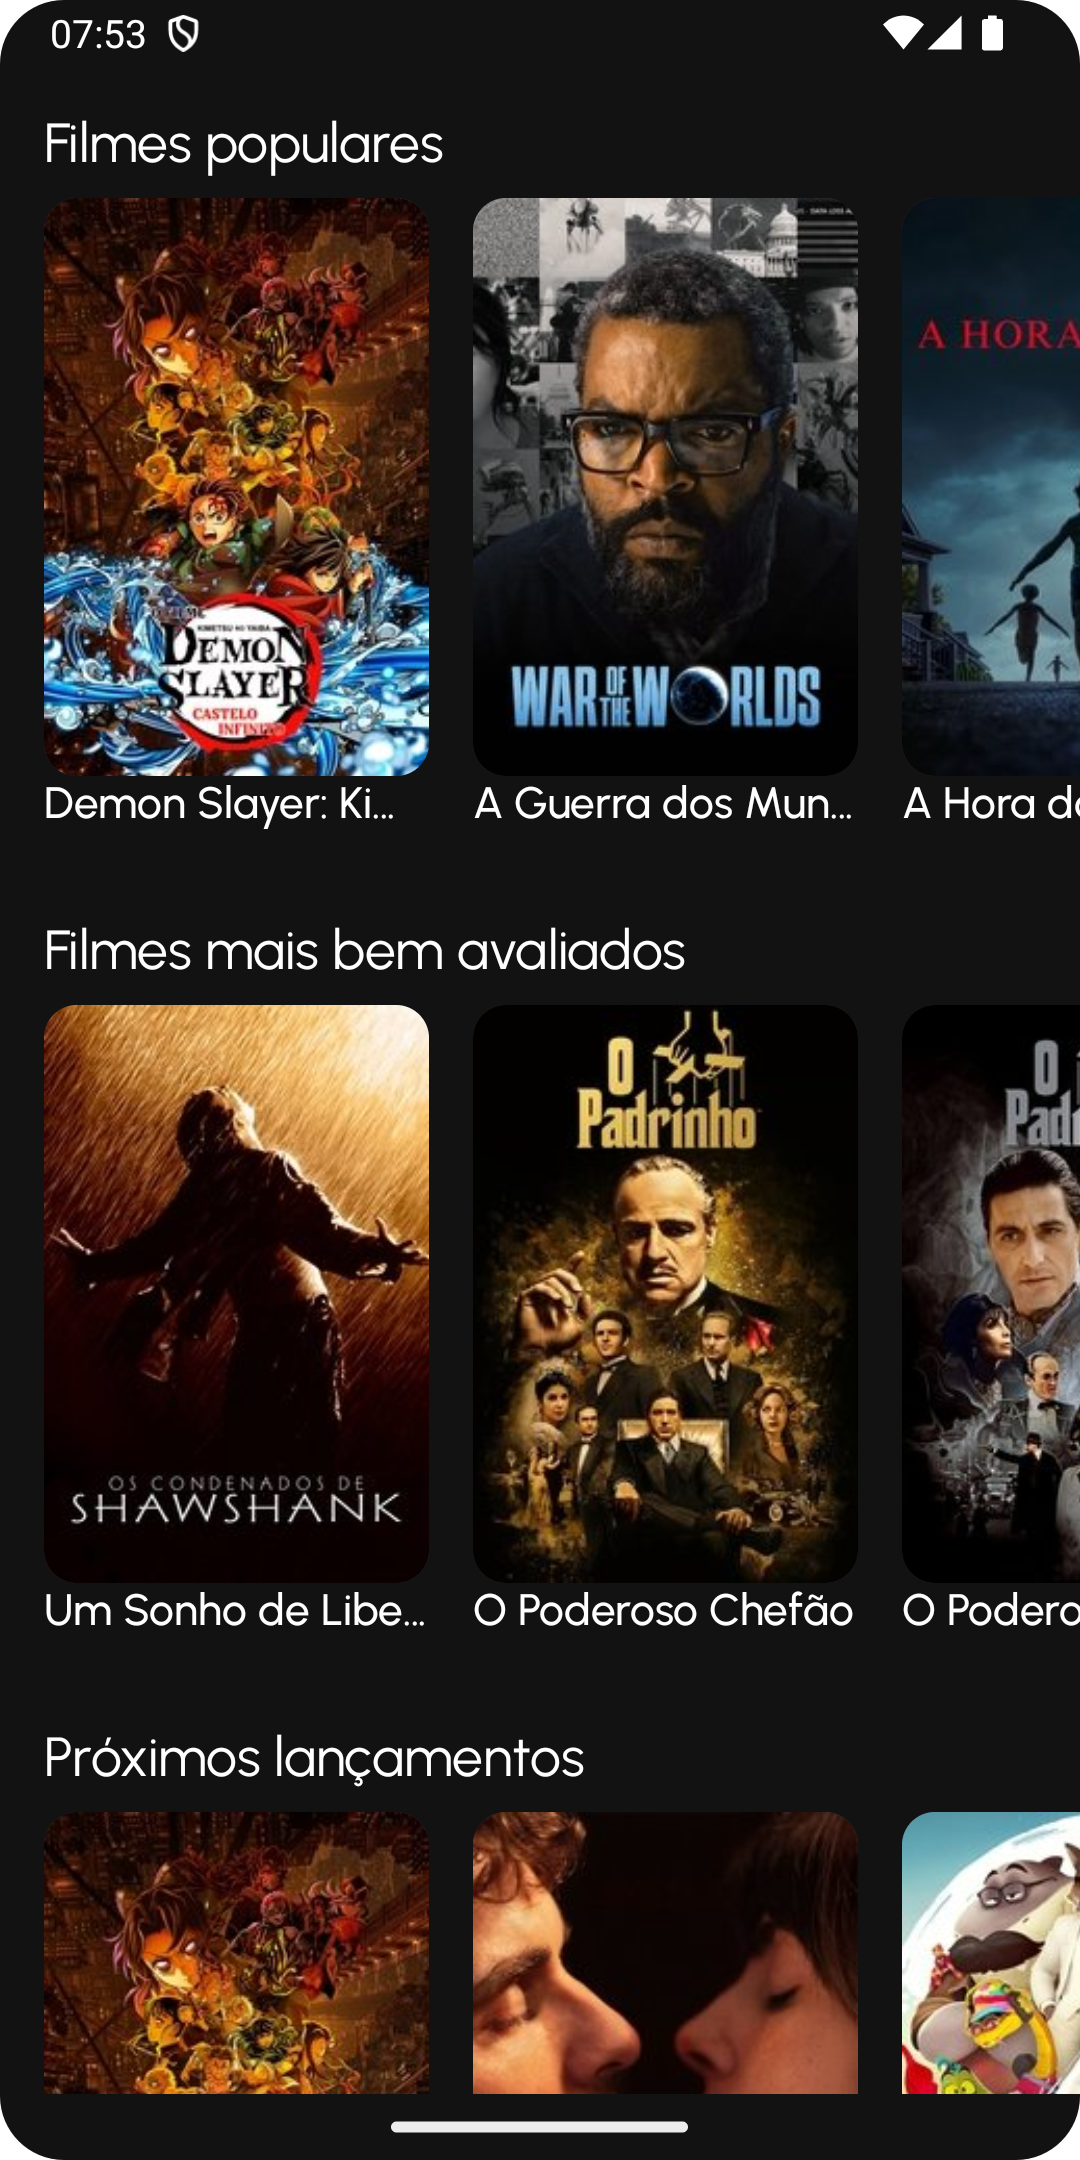 07:53
Filmes populares
KIMETSU NO YAIBA
DEMON
SLAYER
CASTELO
INFINITO
WAR OF THE WORLDS
A HORA
Demon Slayer: Ki...
A Guerra dos Mun...
A Hora d
Filmes mais bem avaliados
OS CONDENADOS DE
SHAWSHANK
O
Padrinho
O
Pad
Um Sonho de Libe...
O Poderoso Chefão
O Podero
Próximos lançamentos